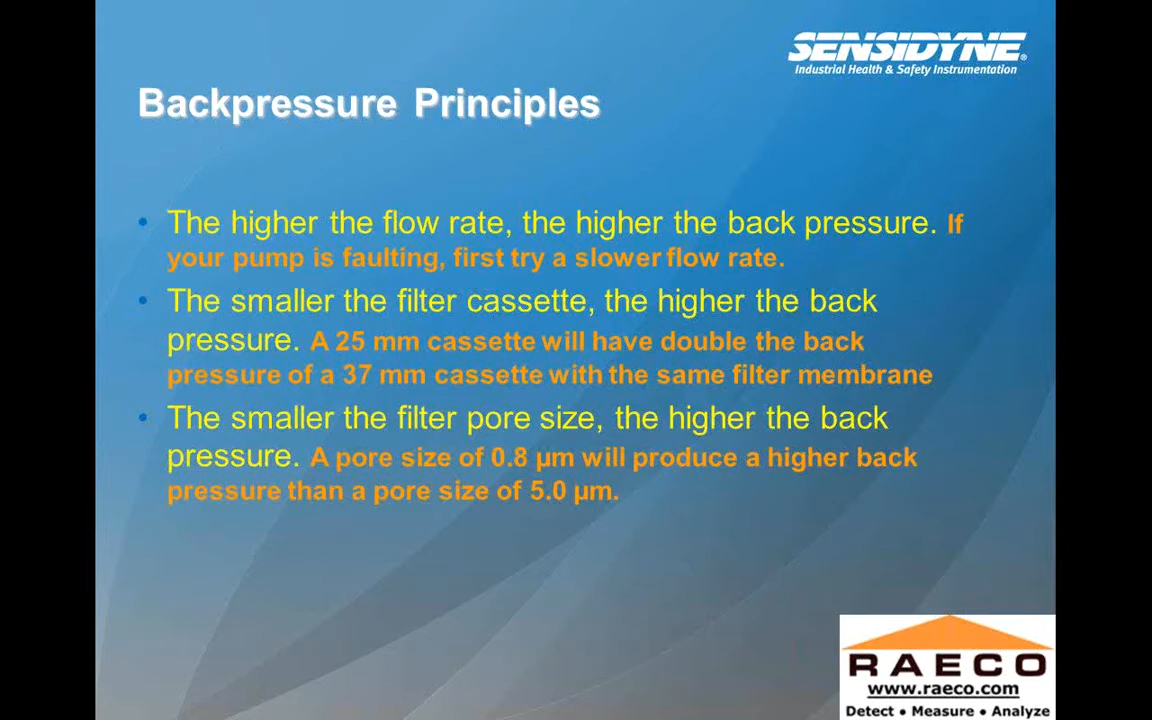 SENSIDYNE®
Industrial Health & Safety Instrumentation
Backpressure Principles
• The higher the flow rate, the higher the back pressure. If
your pump is faulting, first try a slower flow rate.
• The smaller the filter cassette, the higher the back
pressure. A 25 mm cassette will have double the back
pressure of a 37 mm cassette with the same filter membrane
• The smaller the filter pore size, the higher the back
pressure. A pore size of 0.8 µm will produce a higher back
pressure than a pore size of 5.0 µm.
RAECO
www.raeco.com
Detect • Measure • Analyze